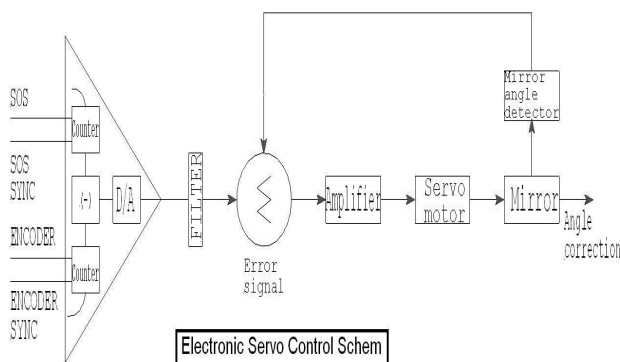 SOS
Counter
SOS
SYNC
(-)
D/A
FILTER
ENCODER
Counter
ENCODER
SYNC
Error
signal
Amplifier
Servo
motor
Mirror
angle
detector
Mirror
Angle
correction
Electronic Servo Control Schem